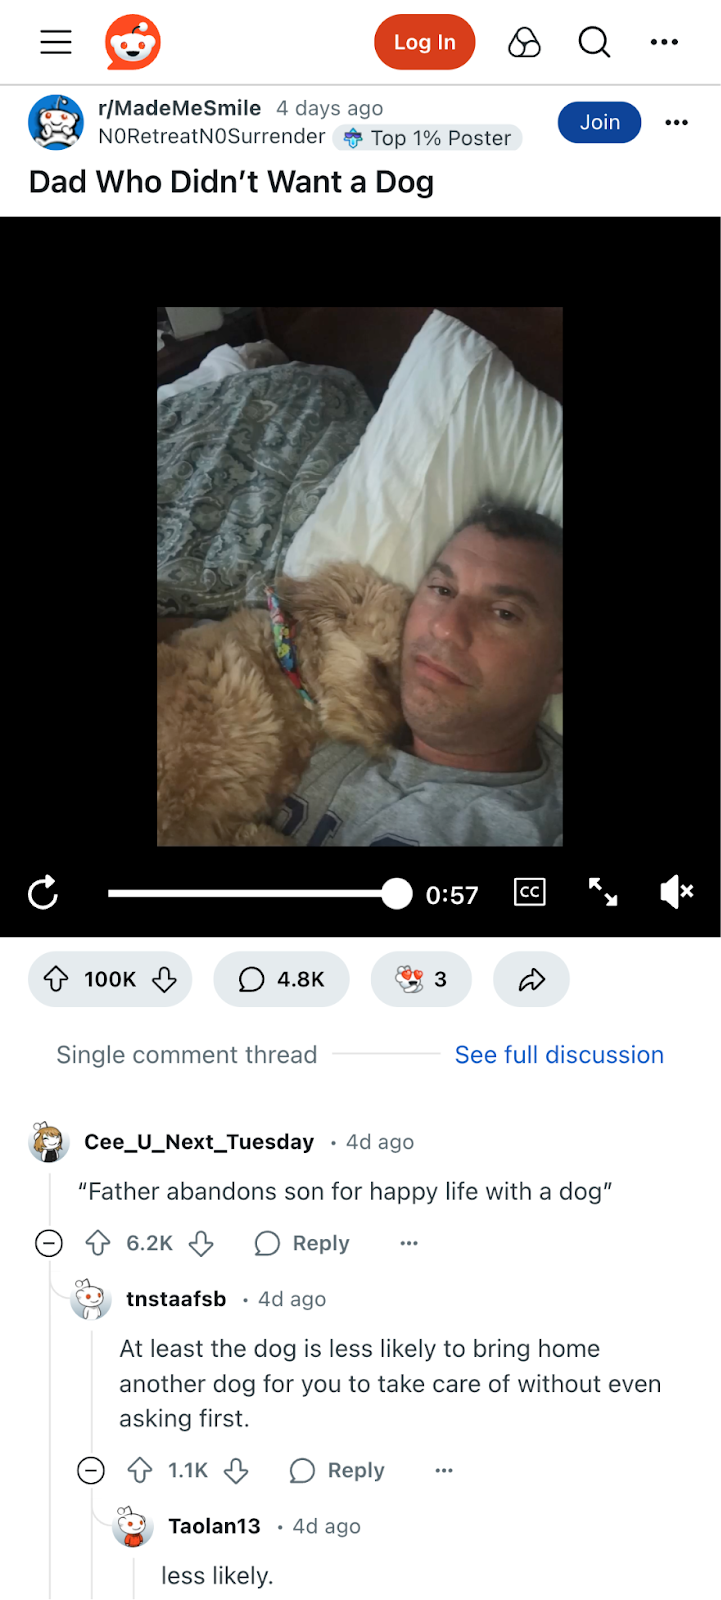 Log In
r/MadeMeSmile 4 days ago
N0RetreatN0Surrender Top 1% Poster
Join
Dad Who Didn’t Want a Dog
0:57
CC
100K
4.8K
3
Single comment thread
See full discussion
Cee_U_Next_Tuesday • 4d ago
“Father abandons son for happy life with a dog”
6.2K
Reply
tnstaafsb • 4d ago
At least the dog is less likely to bring home
another dog for you to take care of without even
asking first.
1.1K
Reply
Taolan13 • 4d ago
less likely.